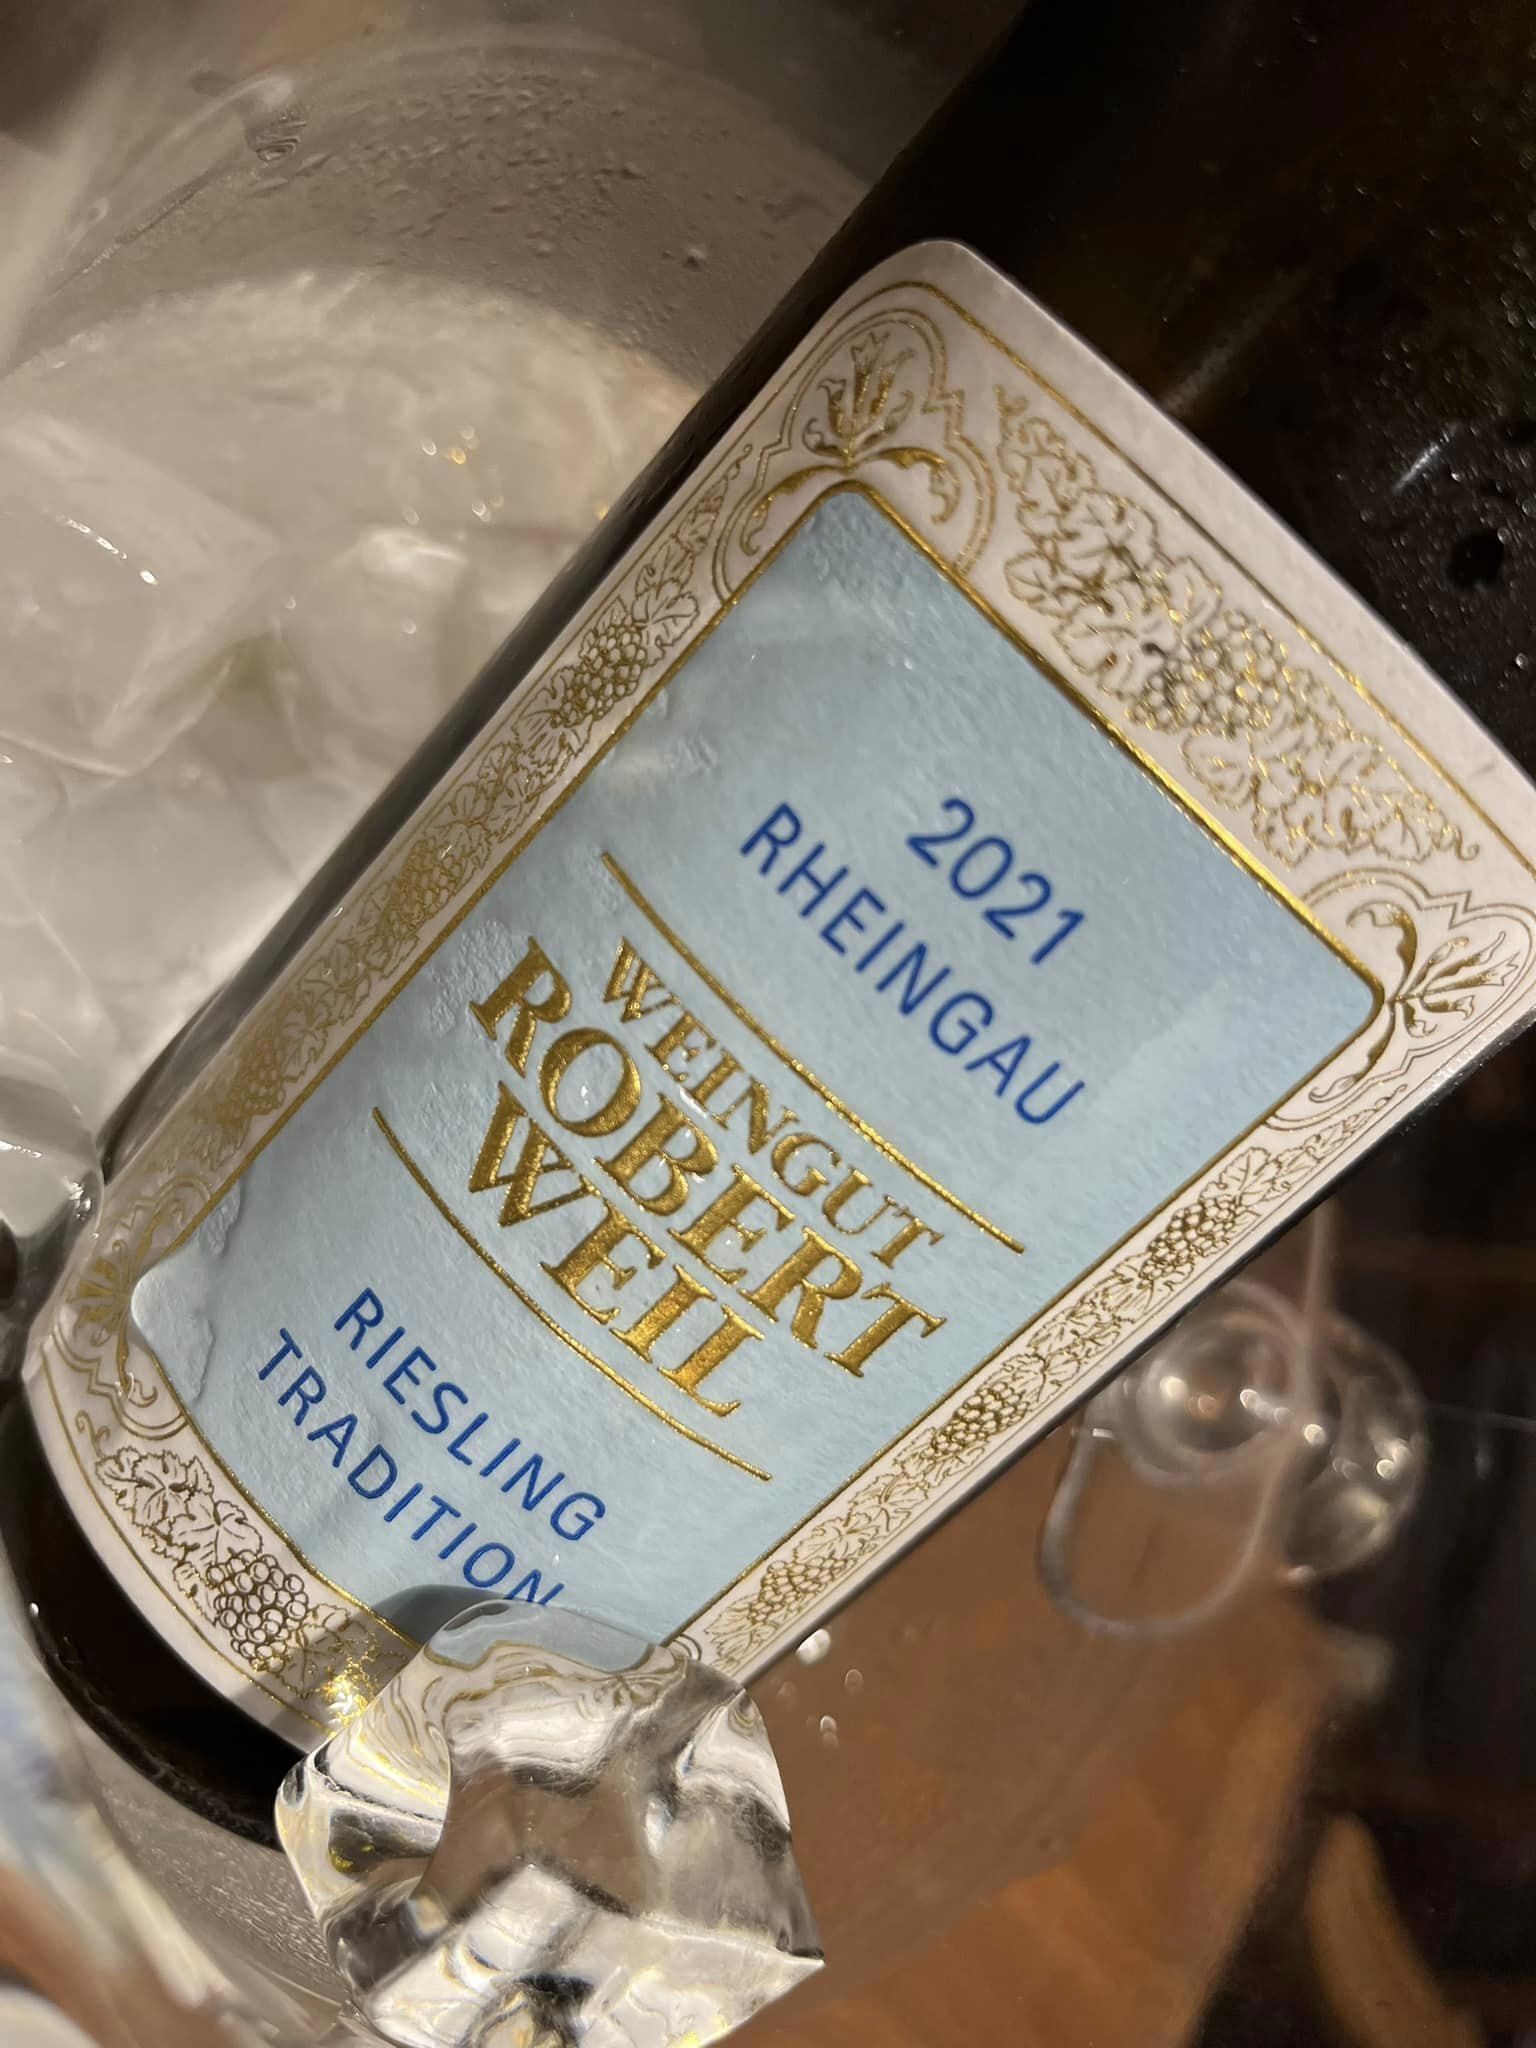 2021
RHEINGAU
WEINGUT
ROBERT
WEIL
RIESLING
TRADITION